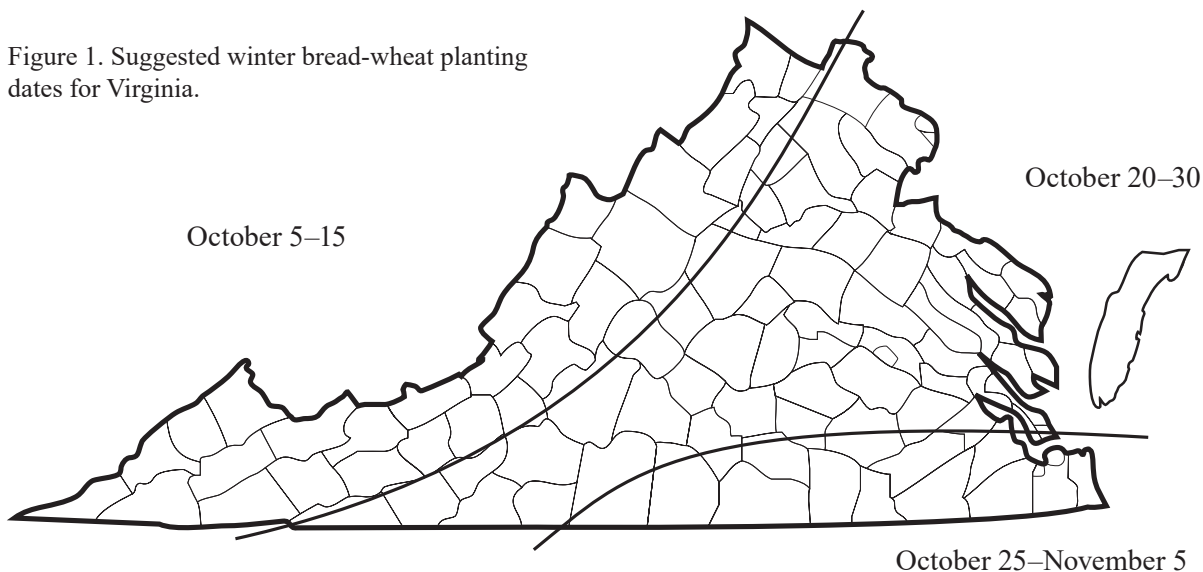 Figure 1. Suggested winter bread-wheat planting
dates for Virginia.
October 20–30
October 5–15
October 25–November 5